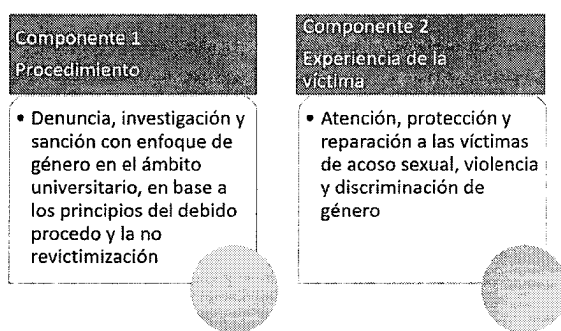 Componente 1
Procedimiento
• Denuncia, investigación y
sanción con enfoque de
género en el ámbito
universitario, en base a
los principios del debido
procedo y la no
revictimización
Componente 2
Experiencia de la
víctima
• Atención, protección y
reparación a las víctimas
de acoso sexual, violencia
y discriminación de
género